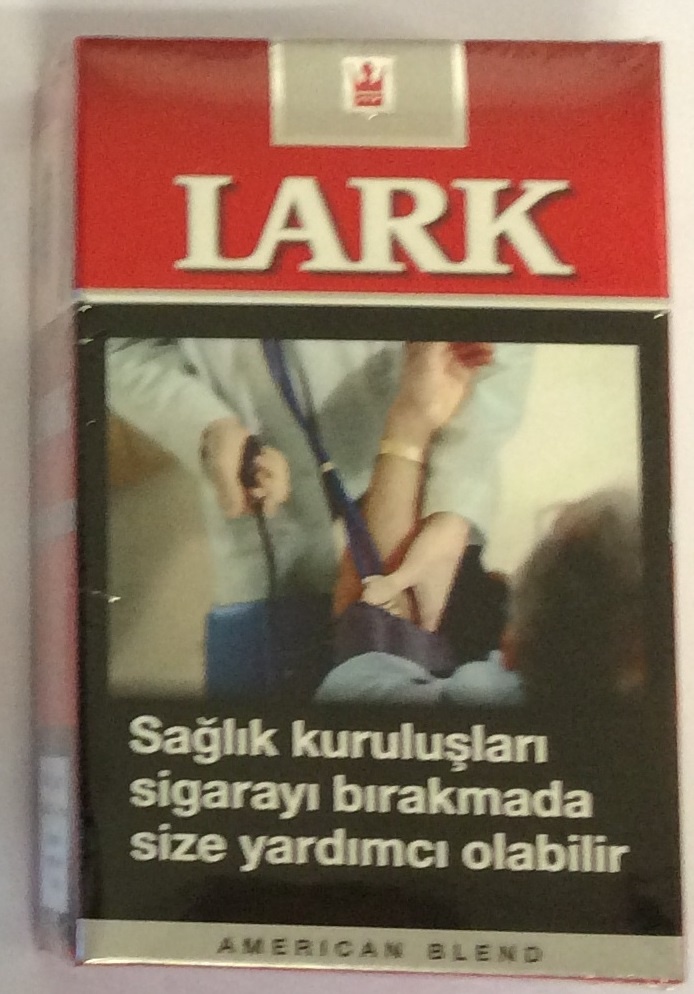 LARK
Sağlık kuruluşları
sigarayı bırakmada
size yardımcı olabilir
AMERICAN BLEND